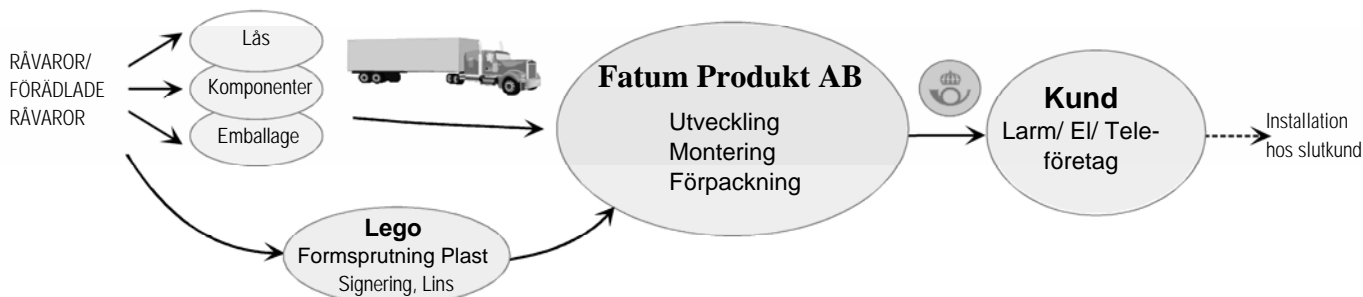 RÅVAROR/
FÖRÄDLADE
RÅVAROR
Lås
Komponenter
Emballage
Lego
Formsprutning Plast
Signering, Lins
Fatum Produkt AB
Utveckling
Montering
Förpackning
Kund
Larm/ El/ Tele-
företag
Installation
hos slutkund